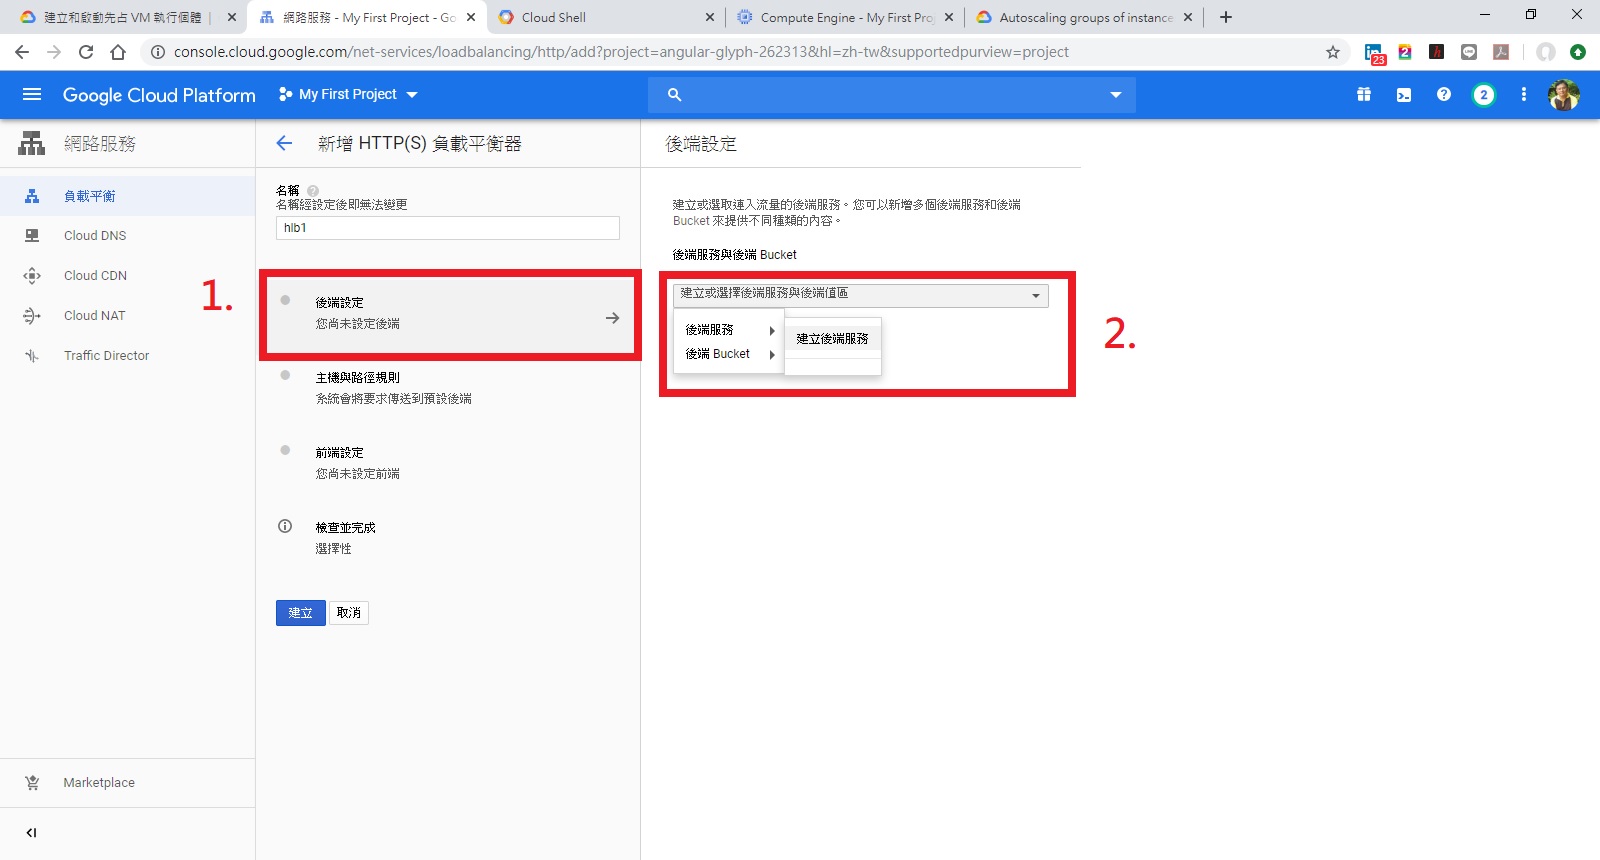 建立和啟動先占 VM 執行個體
網路服務 - My First Project - Go
Cloud Shell
Compute Engine - My First Proj
Autoscaling groups of instance
console.cloud.google.com/net-services/loadbalancing/http/add?project=angular-glyph-262313&hl=zh-tw&supportedpurview=project
23
2
Google Cloud Platform
My First Project
2
網路服務
新增 HTTP(S) 負載平衡器
後端設定
負載平衡
Cloud DNS
Cloud CDN
Cloud NAT
Traffic Director
Marketplace
名稱
名稱經設定後即無法變更
hlb1
1.
後端設定
您尚未設定後端
主機與路徑規則
系統會將要求傳送到預設後端
前端設定
您尚未設定前端
檢查並完成
選擇性
建立
取消
建立或選取連入流量的後端服務。您可以新增多個後端服務和後端
Bucket 來提供不同種類的內容。
後端服務與後端 Bucket
建立或選擇後端服務與後端值區
後端服務
建立後端服務
後端 Bucket
2.